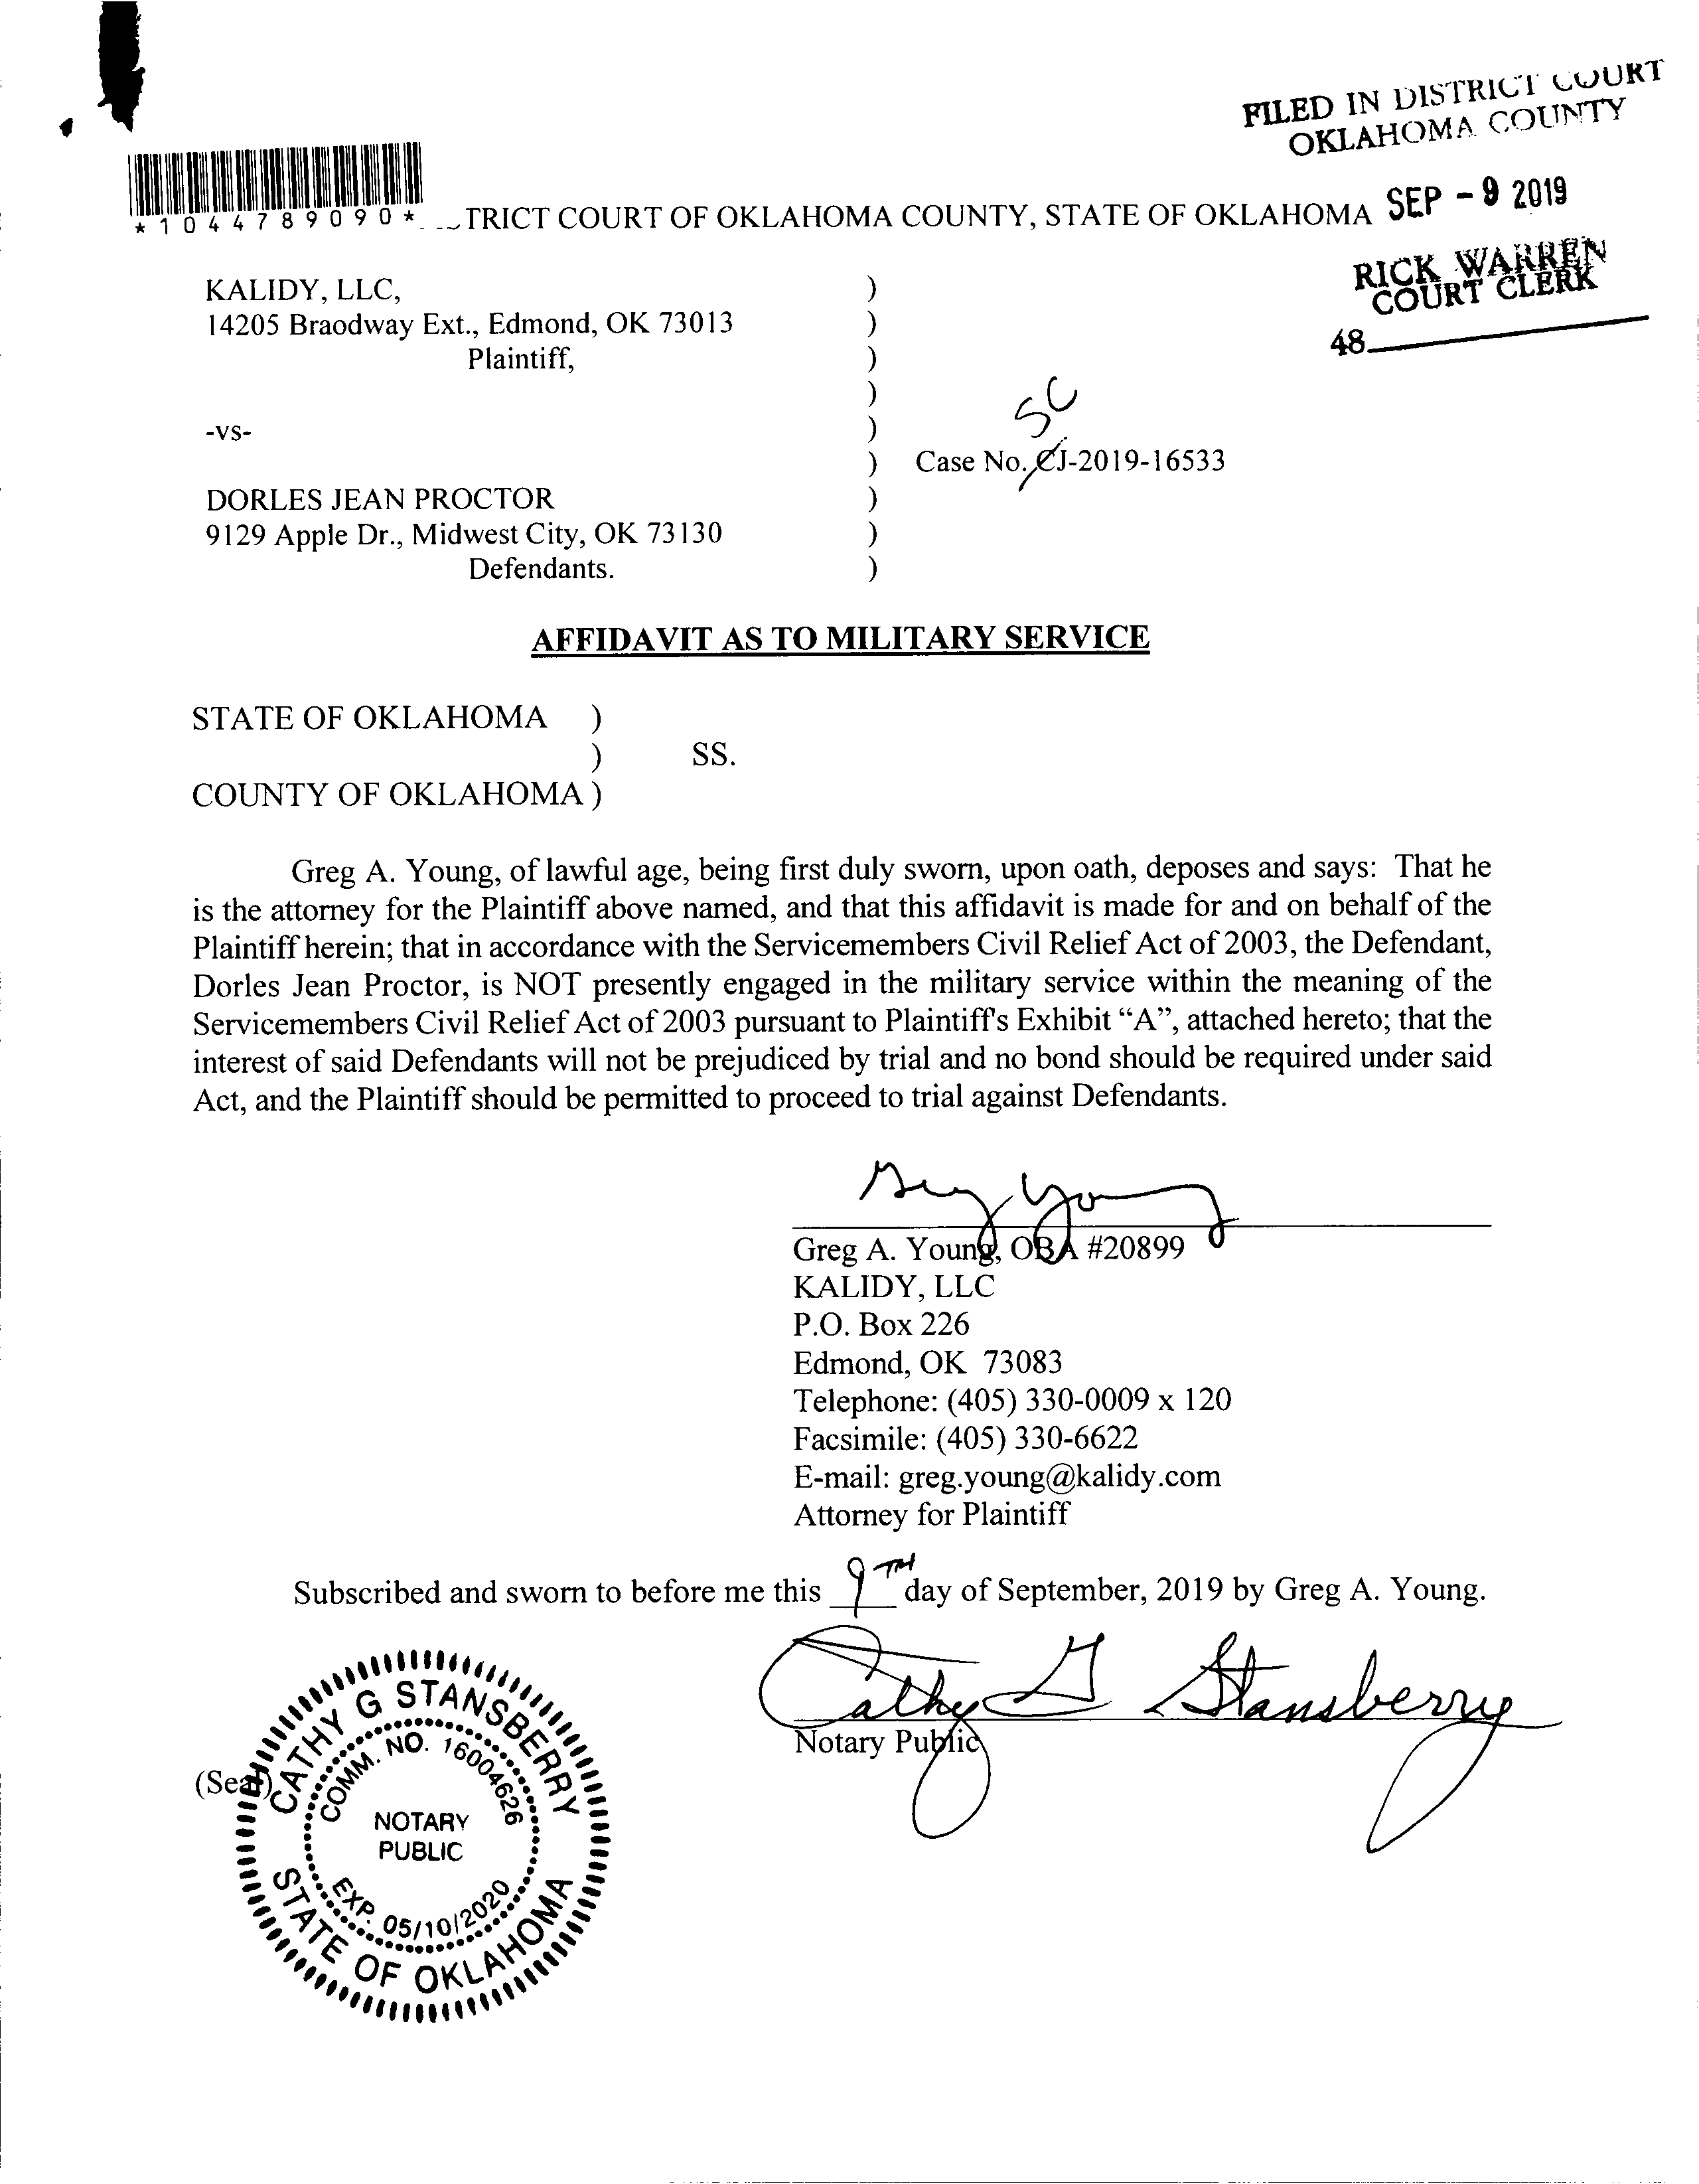 FILED IN DISTRICT COURT
OKLAHOMA COUNTY
*1044789090*
TRICT COURT OF OKLAHOMA COUNTY, STATE OF OKLAHOMA
SEP - 9 2019
RICK WARREN
COURT CLERK
48
KALIDY, LLC, )
14205 Braodway Ext., Edmond, OK 73013 )
Plaintiff, )
)
-vs- )
SC
) Case No. CJ-2019-16533
DORLES JEAN PROCTOR )
9129 Apple Dr., Midwest City, OK 73130 )
Defendants. )
AFFIDAVIT AS TO MILITARY SERVICE
STATE OF OKLAHOMA )
) SS.
COUNTY OF OKLAHOMA )
Greg A. Young, of lawful age, being first duly sworn, upon oath, deposes and says: That he
is the attorney for the Plaintiff above named, and that this affidavit is made for and on behalf of the
Plaintiff herein; that in accordance with the Servicemembers Civil Relief Act of 2003, the Defendant,
Dorles Jean Proctor, is NOT presently engaged in the military service within the meaning of the
Servicemembers Civil Relief Act of 2003 pursuant to Plaintiff's Exhibit “A”, attached hereto; that the
interest of said Defendants will not be prejudiced by trial and no bond should be required under said
Act, and the Plaintiff should be permitted to proceed to trial against Defendants.
Greg Young
Greg A. Young, OBA #20899
KALIDY, LLC
P.O. Box 226
Edmond, OK 73083
Telephone: (405) 330-0009 x 120
Facsimile: (405) 330-6622
E-mail: greg.young@kalidy.com
Attorney for Plaintiff
Subscribed and sworn to before me this 9TH day of September, 2019 by Greg A. Young.
Cathy G Stansberry
Notary Public
(Seal)
CATHY G STANSBERRY
COMM. NO. 16004626
NOTARY
PUBLIC
EXP. 05/10/2020
STATE OF OKLAHOMA